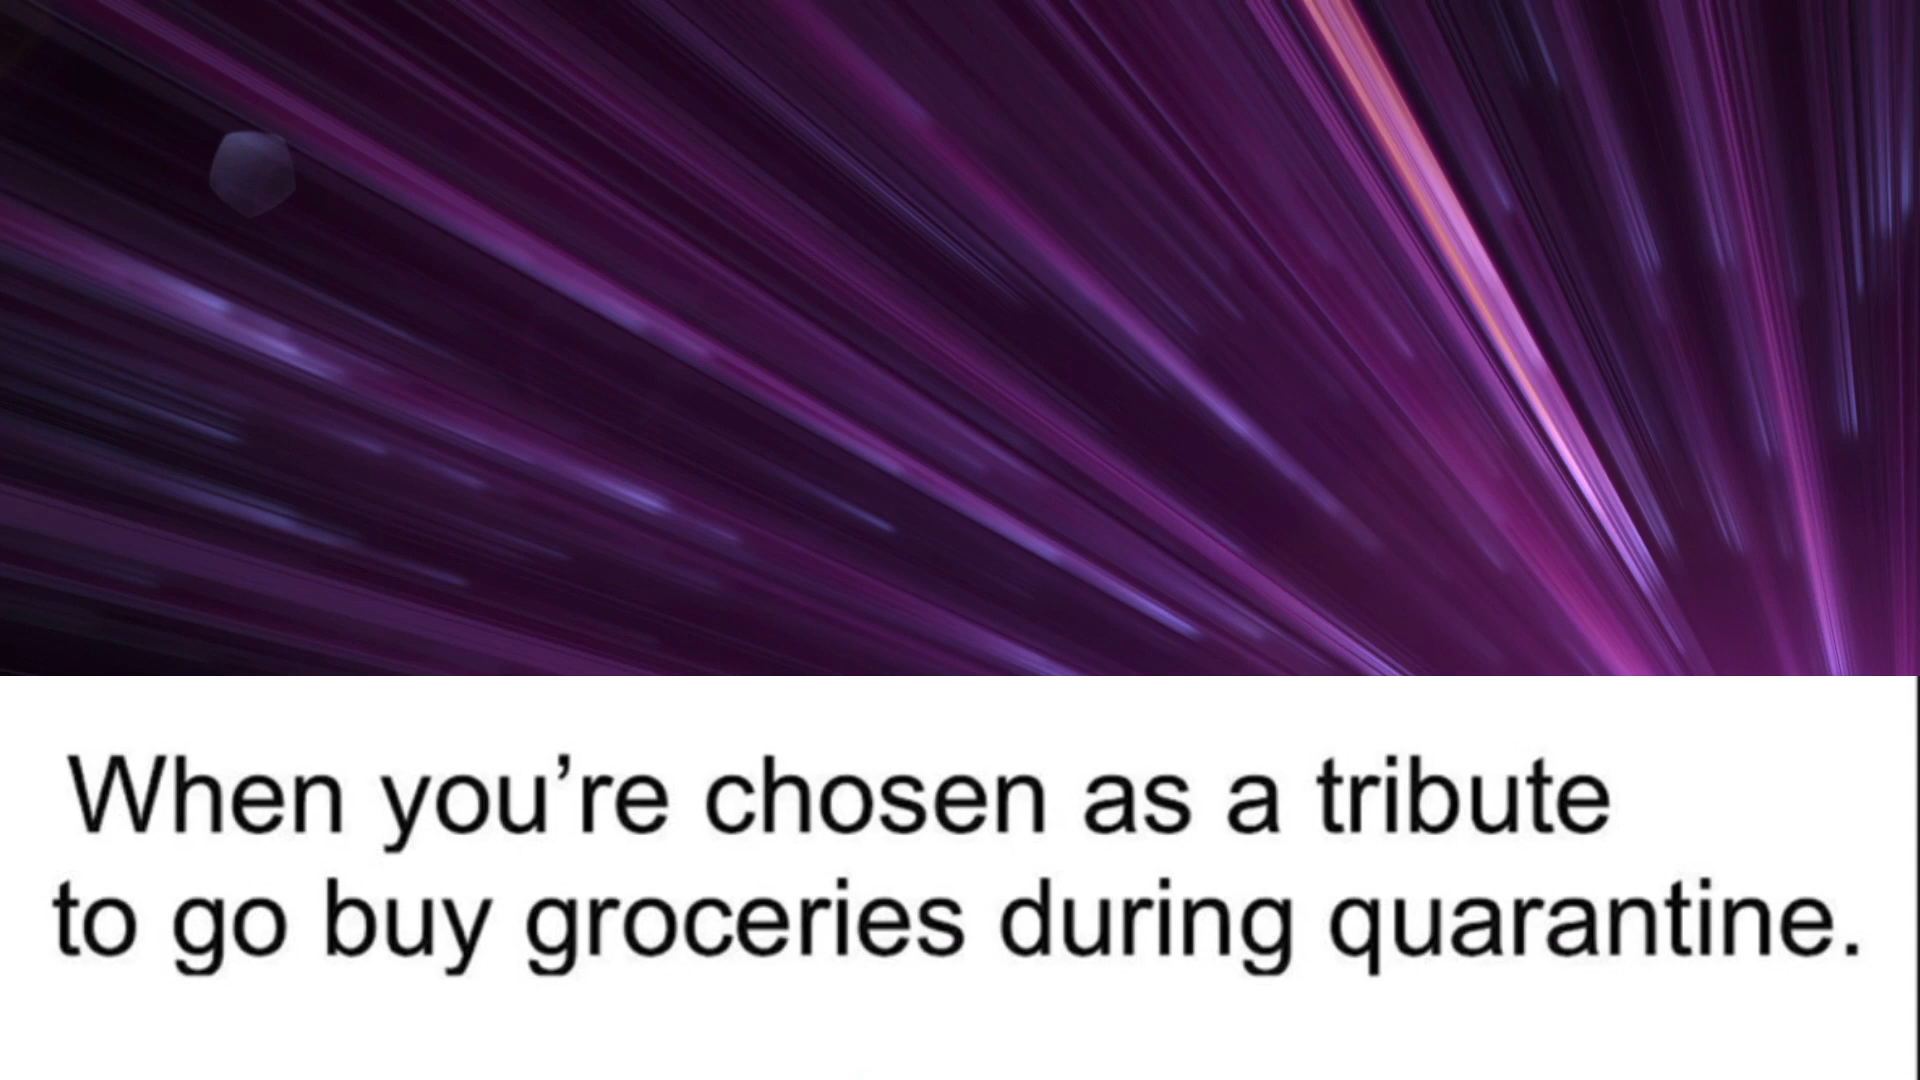 When you’re chosen as a tribute
to go buy groceries during quarantine.